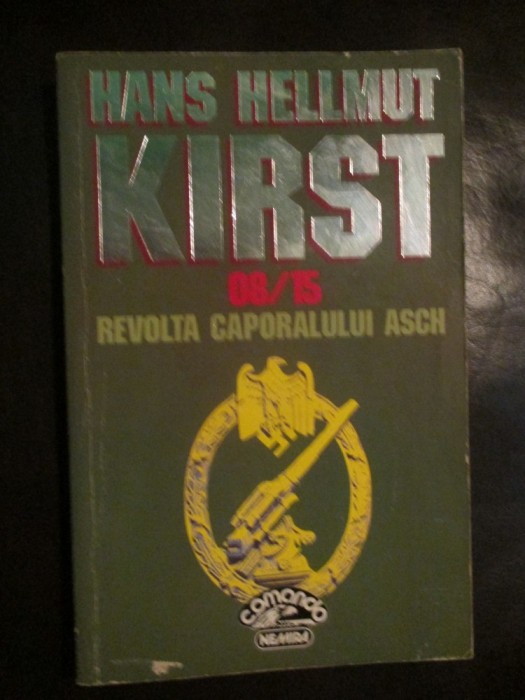 HANS HELLMUT
KIRST
08/15
REVOLTA CAPORALULUI ASCH
comando
NEMIRA